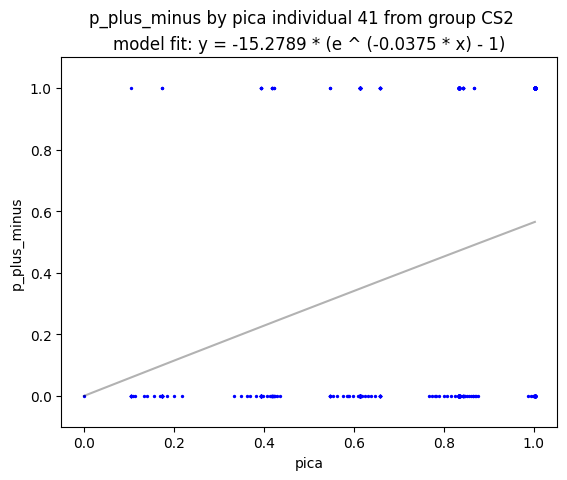 p_plus_minus by pica individual 41 from group CS2
model fit: y = -15.2789 * (e ^ (-0.0375 * x) - 1)
1.0
0.8
0.6
0.4
0.2
0.0
p_plus_minus
0.0 0.2 0.4 0.6 0.8 1.0
pica